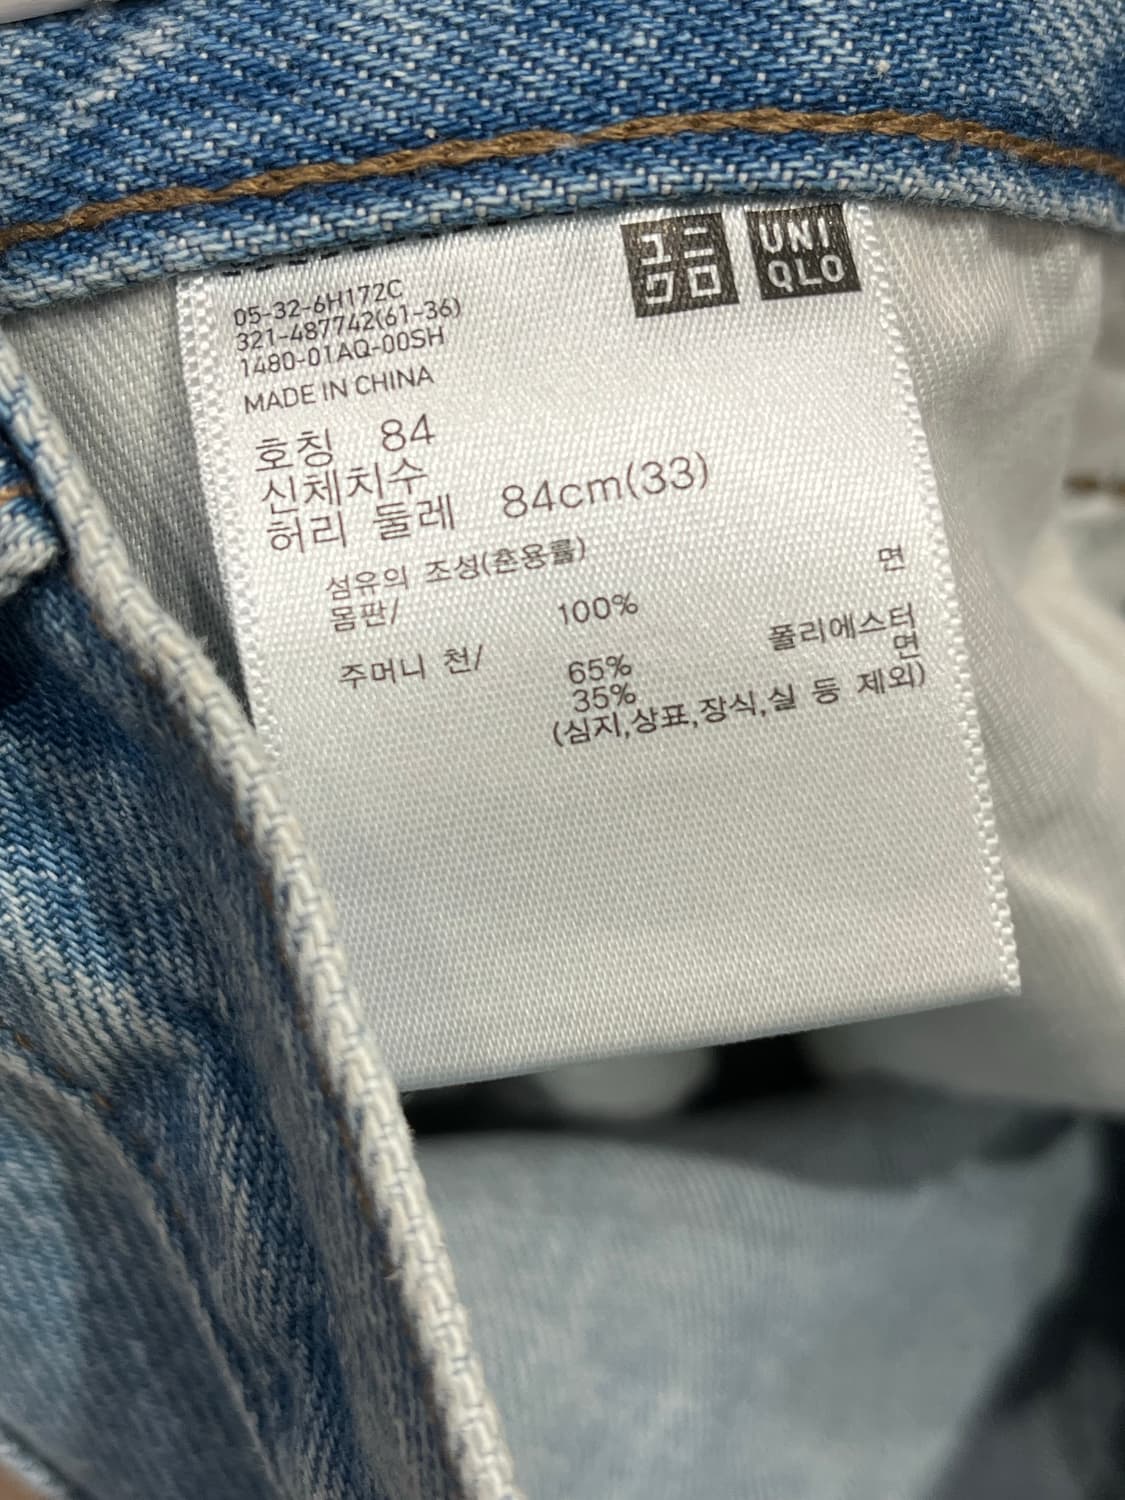 ユニ
クロ
UNI
QLO
05-32-6H172C
321-487742(61-36)
1480-01AQ-00SH
MADE IN CHINA
호칭 84
신체치수
허리 둘레 84cm(33)
섬유의 조성(혼용률)
몸판/ 100% 면
주머니 천/ 65% 폴리에스터
35% 면
(심지,상표,장식,실 등 제외)